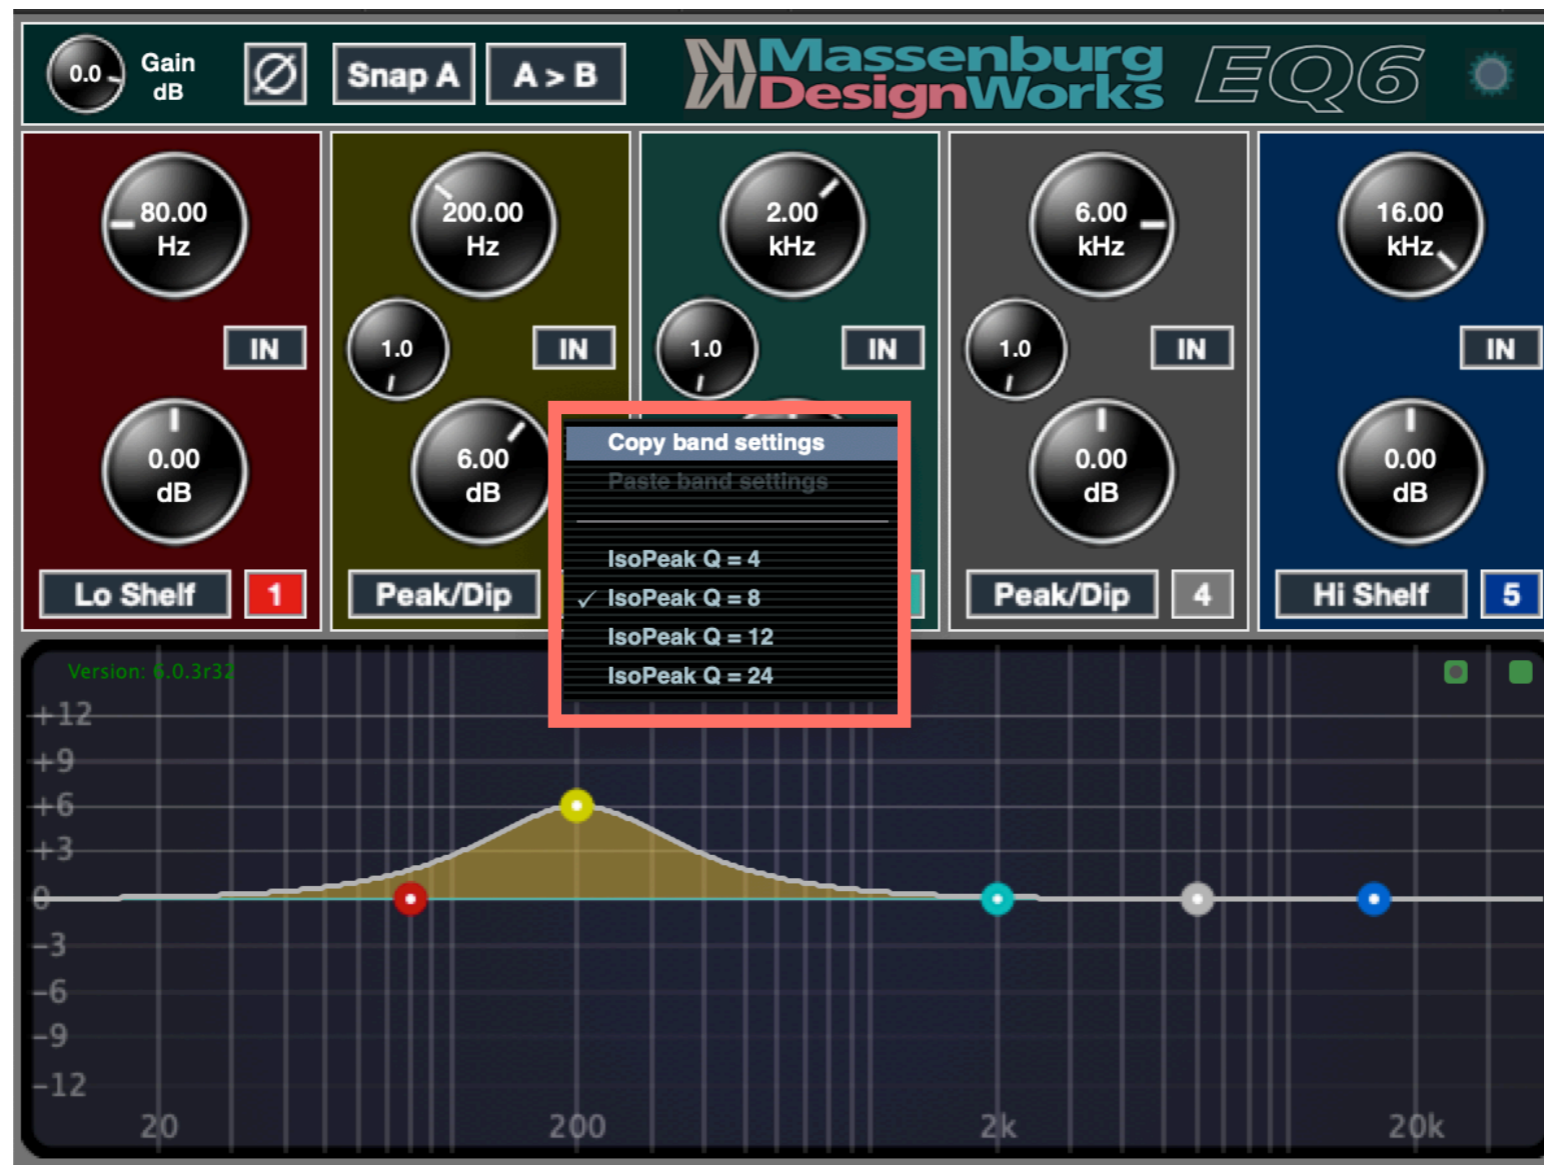 0.0
Gain
dB
Ø
Snap A
A > B
Massenburg
DesignWorks
EQ6
80.00
Hz
200.00
Hz
2.00
kHz
6.00
kHz
16.00
kHz
IN
1.0
IN
1.0
IN
1.0
IN
IN
0.00
dB
6.00
dB
0.00
dB
0.00
dB
Copy band settings
Paste band settings
IsoPeak Q = 4
✓ IsoPeak Q = 8
IsoPeak Q = 12
IsoPeak Q = 24
Lo Shelf
1
Peak/Dip
Peak/Dip
4
Hi Shelf
5
Version: 6.0.3r32
+12
+9
+6
+3
0
-3
-6
-9
-12
20
200
2k
20k